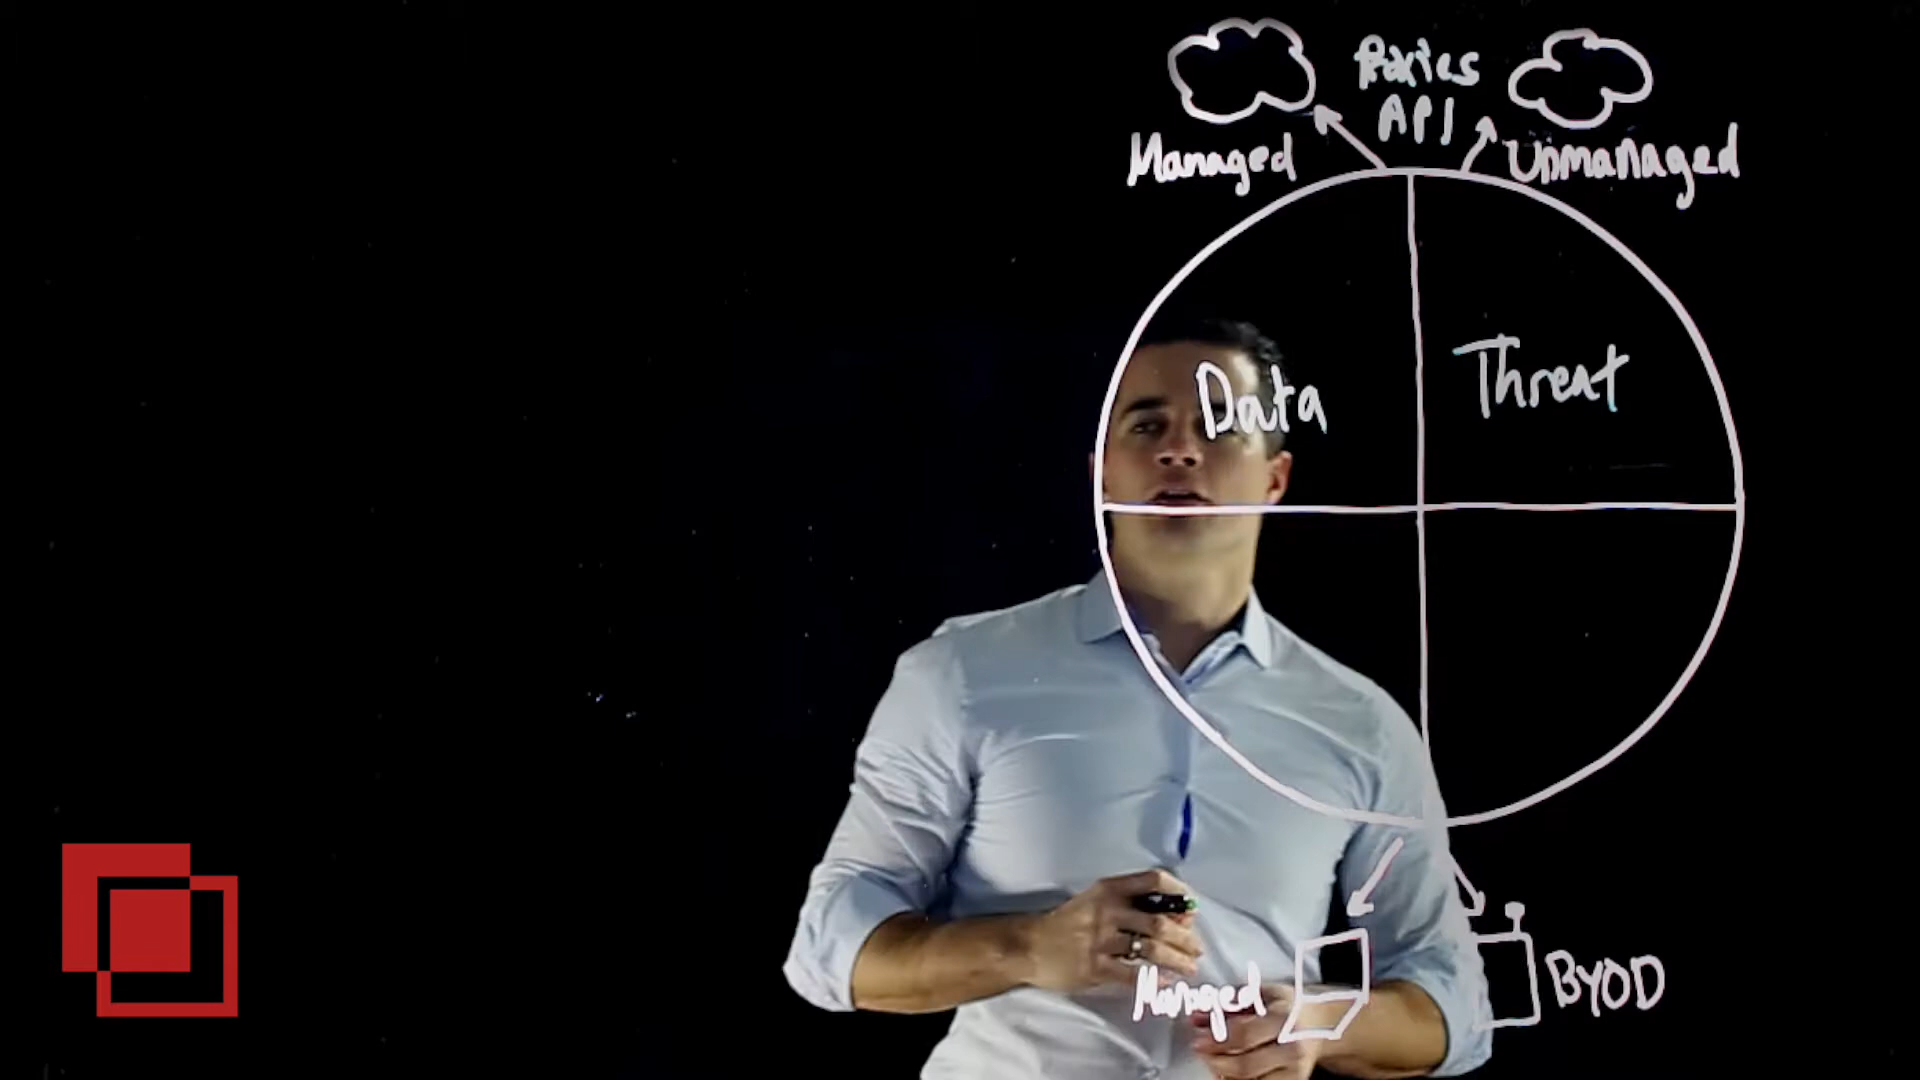 Proxies
API
Managed
Unmanaged
Data
Threat
Managed
BYOD